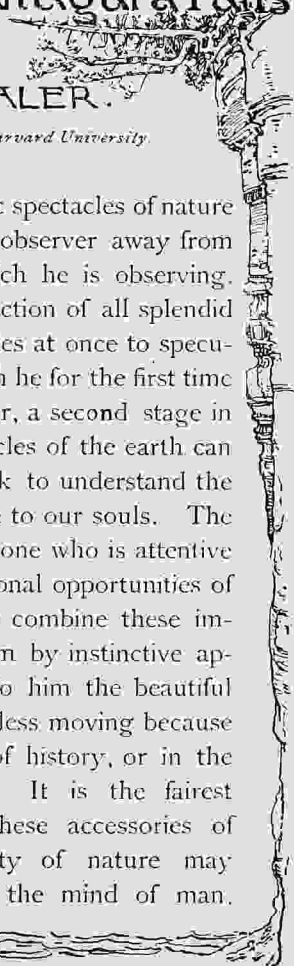 ALER.
Harvard University.
spectacles of nature
observer away from
ch he is observing.
ction of all splendid
es at once to specu-
he for the first time
r, a second stage in
cles of the earth can
k to understand the
to our souls. The
one who is attentive
onal opportunities of
combine these im-
m by instinctive ap-
o him the beautiful
less moving because
of history, or in the
It is the fairest
hese accessories of
ty of nature may
the mind of man.